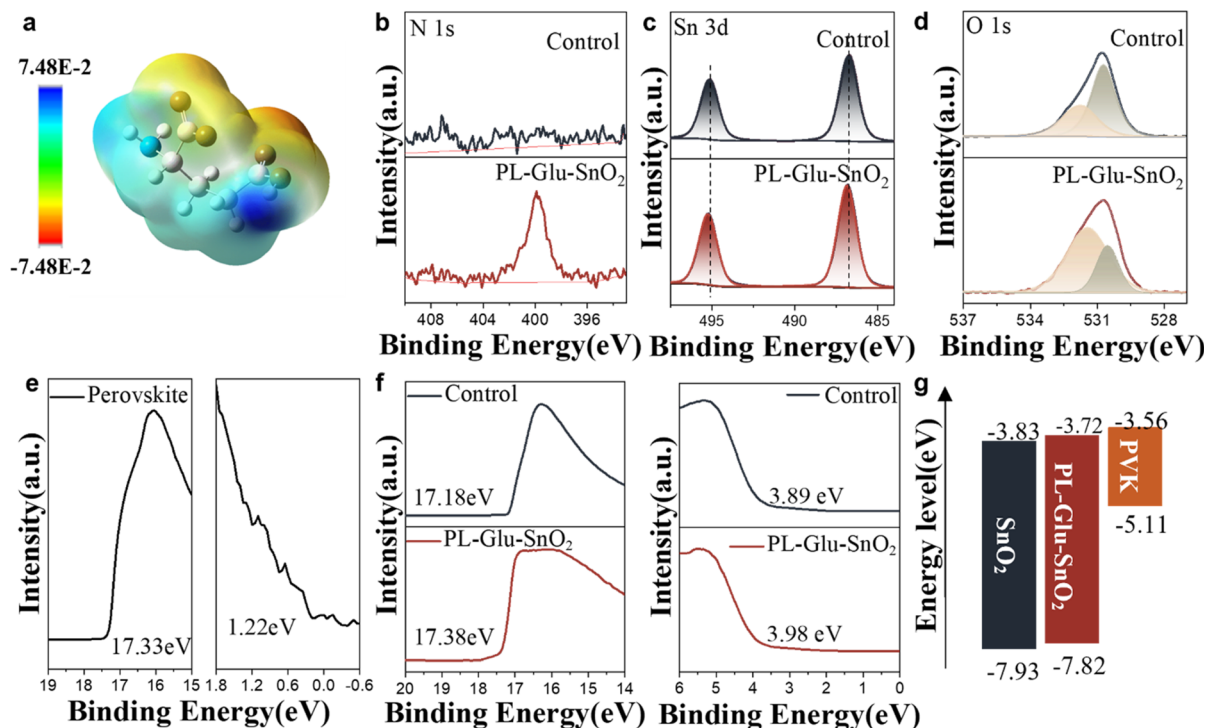 a
7.48E-2
-7.48E-2
b
N 1s
Control
PL-Glu-SnO₂
Intensity(a.u.)
408 404 400 396
Binding Energy(eV)
c
Sn 3d
Control
PL-Glu-SnO₂
Intensity(a.u.)
495 490 485
Binding Energy(eV)
d
O 1s
Control
PL-Glu-SnO₂
Intensity(a.u.)
537 534 531 528
Binding Energy(eV)
e
Perovskite
Intensity(a.u.)
17.33eV
1.22eV
19 18 17 16 15
1.8 1.2 0.6 0.0 -0.6
Binding Energy(eV)
f
Control
Intensity(a.u.)
17.18eV
PL-Glu-SnO₂
17.38eV
20 19 18 17 16 15 14
Binding Energy(eV)
Control
Intensity(a.u.)
3.89 eV
PL-Glu-SnO₂
3.98 eV
6 5 4 3 2 1 0
Binding Energy(eV)
g
Energy level(eV)
-3.83 -3.72 -3.56
SnO₂
PL-Glu-SnO₂
PVK
-5.11
-7.93 -7.82